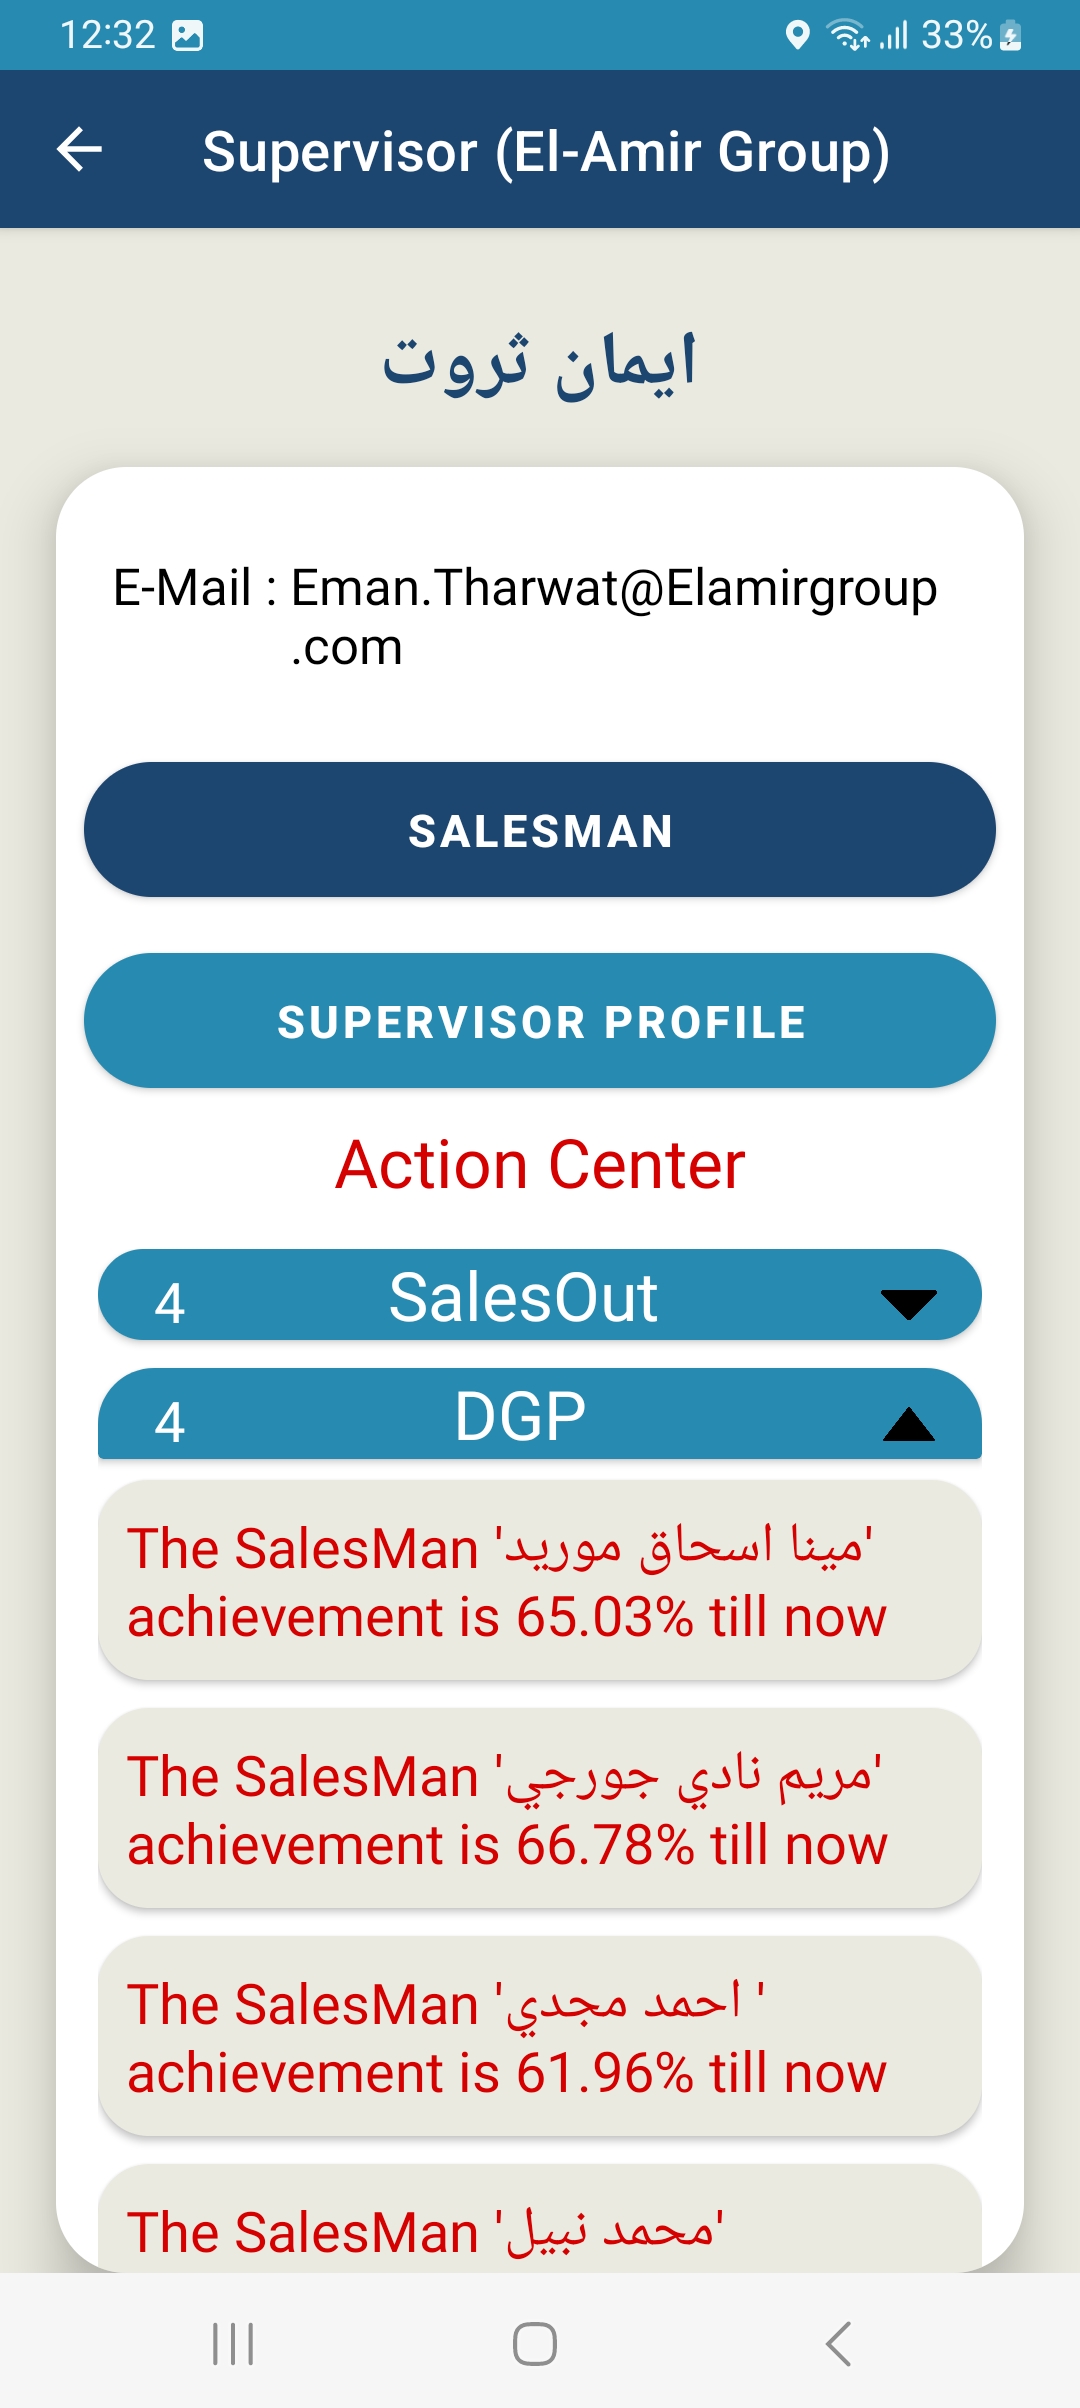 12:32
33%
Supervisor (El-Amir Group)
ايمان ثروت
E-Mail : Eman.Tharwat@Elamirgroup
.com
SALESMAN
SUPERVISOR PROFILE
Action Center
4 SalesOut
4 DGP
The SalesMan 'مينا اسحاق موريد'
achievement is 65.03% till now
The SalesMan 'مريم نادي جورجي'
achievement is 66.78% till now
The SalesMan 'احمد مجدي '
achievement is 61.96% till now
The SalesMan 'محمد نبيل'